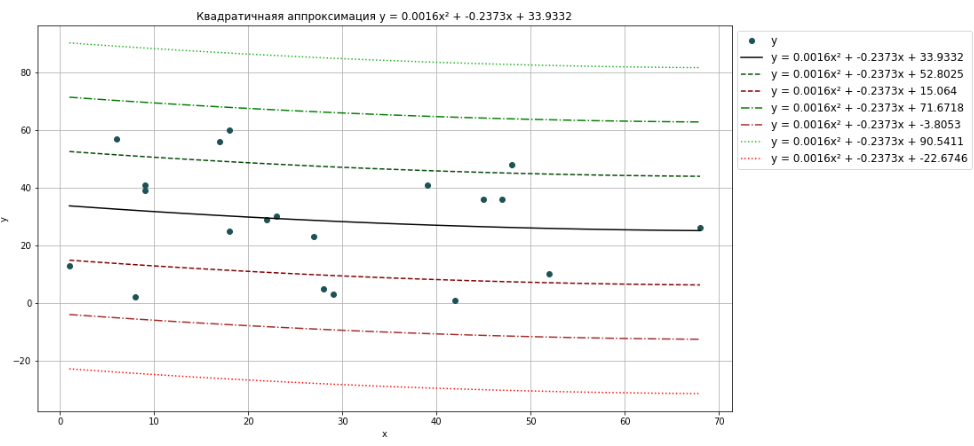 Квадратичнаяя аппроксимация y = 0.0016x² + -0.2373x + 33.9332
y
y = 0.0016x² + -0.2373x + 33.9332
y = 0.0016x² + -0.2373x + 52.8025
y = 0.0016x² + -0.2373x + 15.064
y = 0.0016x² + -0.2373x + 71.6718
y = 0.0016x² + -0.2373x + -3.8053
y = 0.0016x² + -0.2373x + 90.5411
y = 0.0016x² + -0.2373x + -22.6746
80
60
40
20
0
−20
y
0 10 20 30 40 50 60 70
x